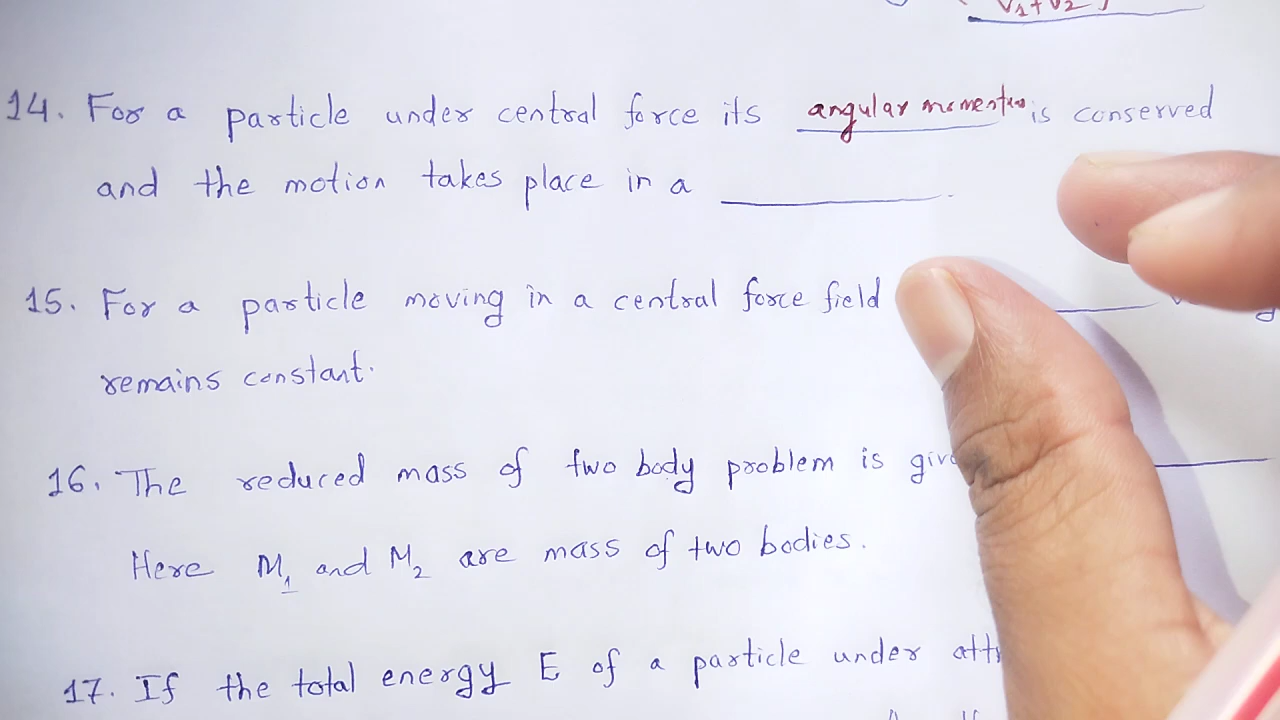 V1+V2
14. For a particle under central force its angular momentum is conserved
and the motion takes place in a
15. For a particle moving in a central force field
remains constant.
16. The reduced mass of two body problem is
Here M1 and M2 are mass of two bodies.
17. If the total energy E of a particle under